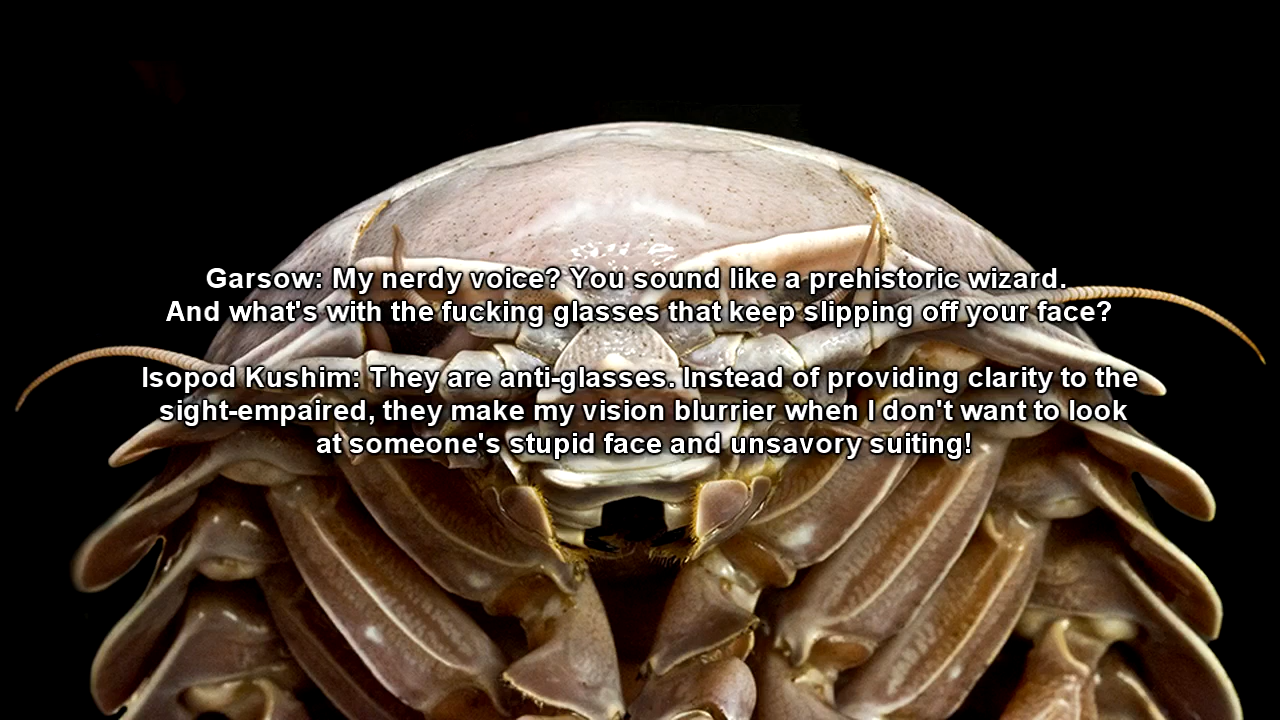 Garsow: My nerdy voice? You sound like a prehistoric wizard.
And what's with the fucking glasses that keep slipping off your face?
Isopod Kushim: They are anti-glasses. Instead of providing clarity to the
sight-empaired, they make my vision blurrier when I don't want to look
at someone's stupid face and unsavory suiting!